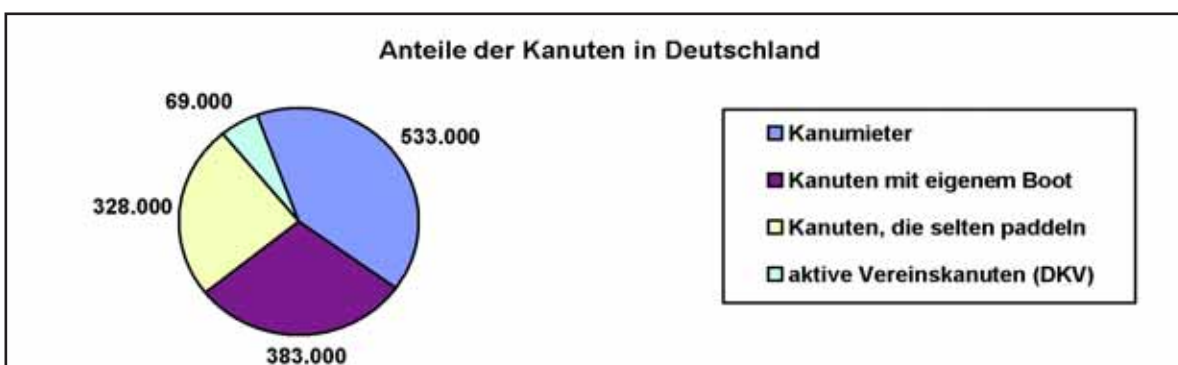 Anteile der Kanuten in Deutschland
69.000
533.000
328.000
383.000
Kanumieter
Kanuten mit eigenem Boot
Kanuten, die selten paddeln
aktive Vereinskanuten (DKV)